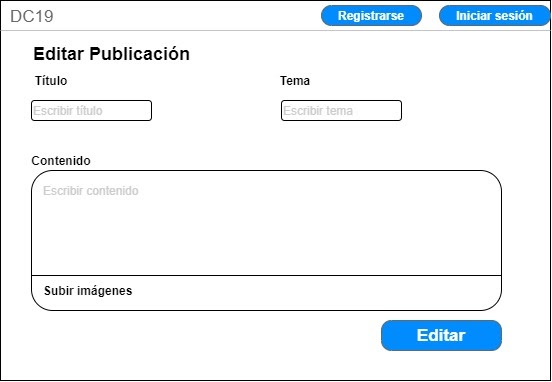 DC19 Registrarse Iniciar sesión
Editar Publicación
Título Tema
Escribir título Escribir tema
Contenido
Escribir contenido
Subir imágenes
Editar